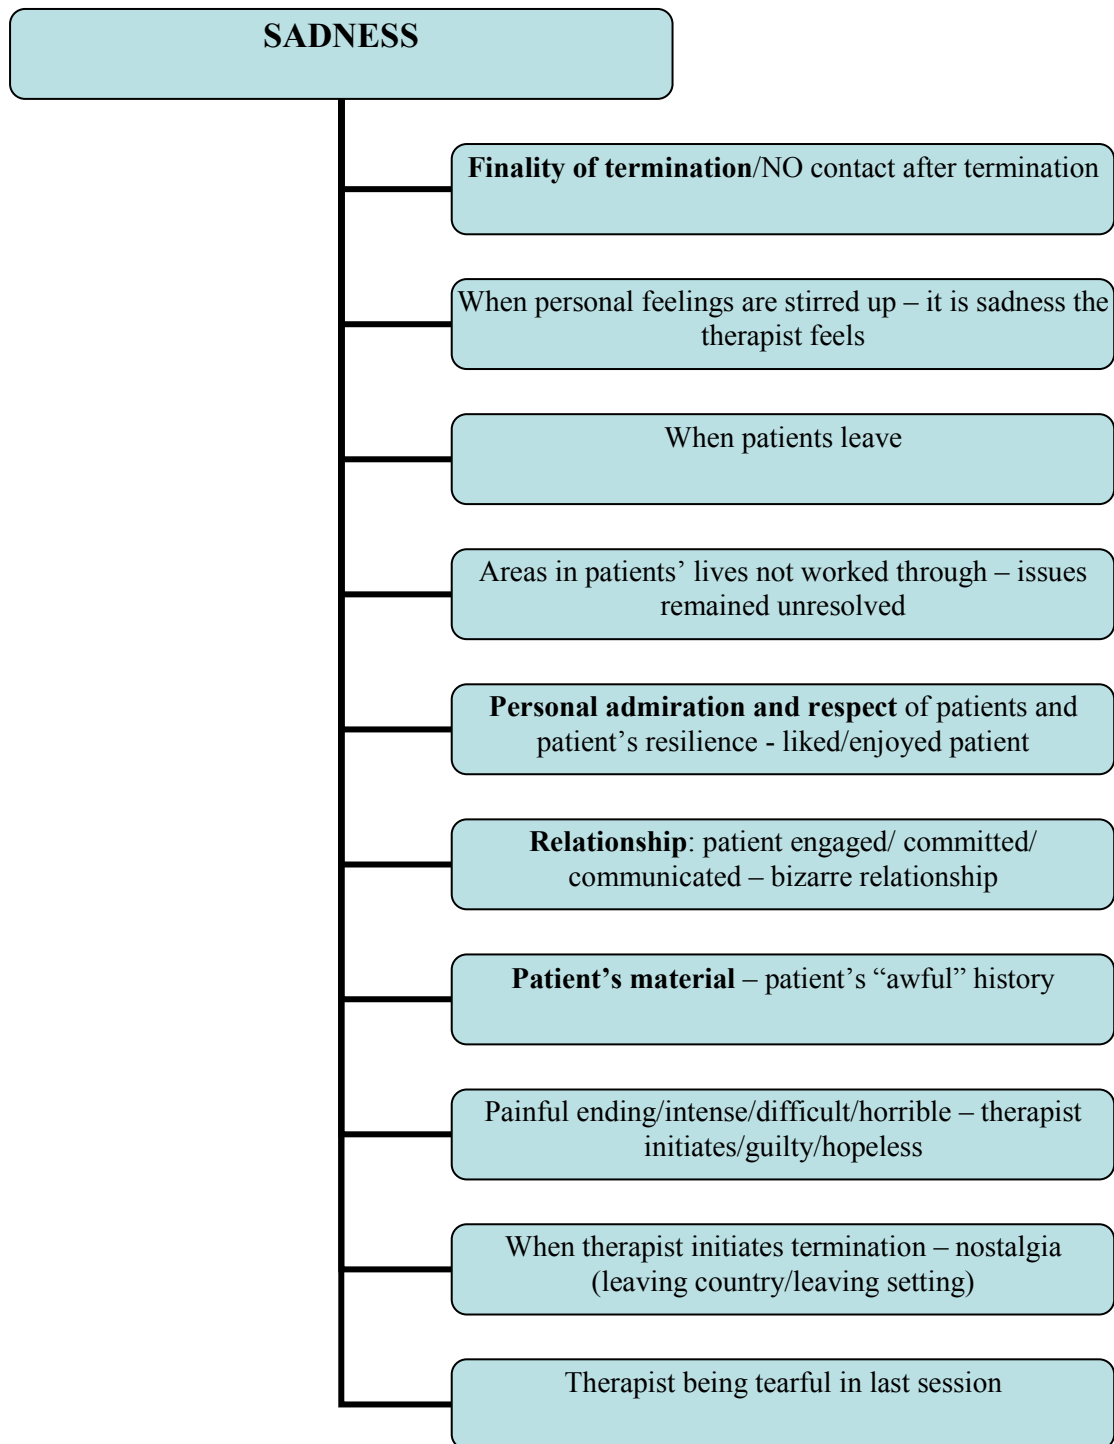 SADNESS
Finality of termination/NO contact after termination
When personal feelings are stirred up – it is sadness the
therapist feels
When patients leave
Areas in patients’ lives not worked through – issues
remained unresolved
Personal admiration and respect of patients and
patient’s resilience - liked/enjoyed patient
Relationship: patient engaged/ committed/
communicated – bizarre relationship
Patient’s material – patient’s “awful” history
Painful ending/intense/difficult/horrible – therapist
initiates/guilty/hopeless
When therapist initiates termination – nostalgia
(leaving country/leaving setting)
Therapist being tearful in last session